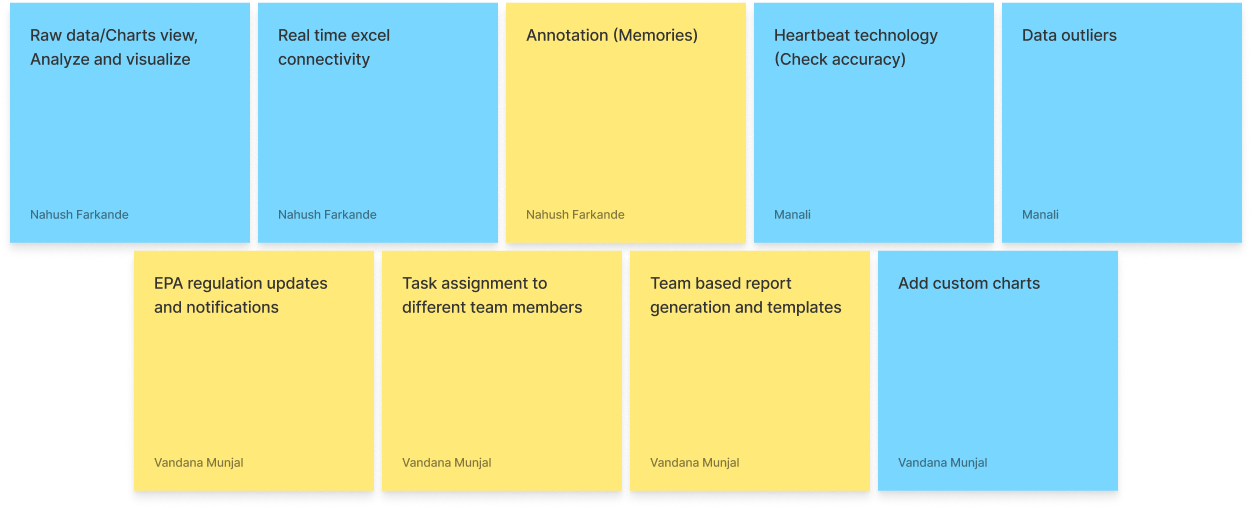 Raw data/Charts view,
Analyze and visualize
Nahush Farkande
Real time excel
connectivity
Nahush Farkande
Annotation (Memories)
Nahush Farkande
Heartbeat technology
(Check accuracy)
Manali
Data outliers
Manali
EPA regulation updates
and notifications
Vandana Munjal
Task assignment to
different team members
Vandana Munjal
Team based report
generation and templates
Vandana Munjal
Add custom charts
Vandana Munjal